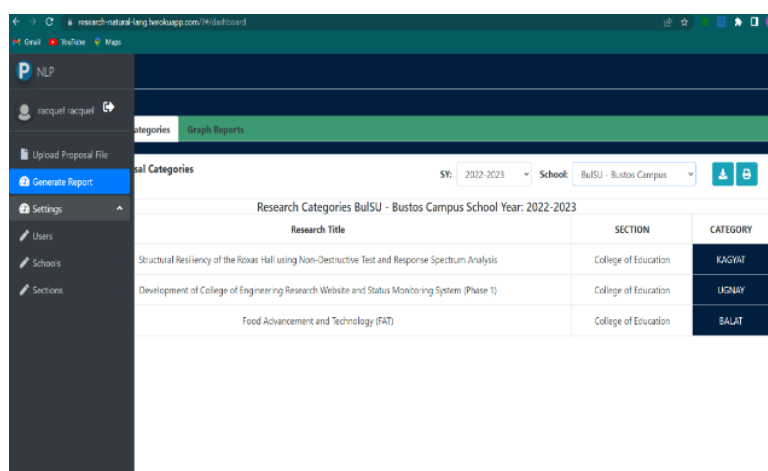 research-natural-lang.herokuapp.com/?#/dashboard
Gmail YouTube Maps
P NLP
racquel racquel
Upload Proposal File
Generate Report
Settings
Users
Schools
Sections
ategories Graph Reports
sal Categories SY: 2022-2023 School: BulSU - Bustos Campus
Research Categories BulSU - Bustos Campus School Year: 2022-2023
Research Title SECTION CATEGORY
Structural Resiliency of the Roxas Hall using Non-Destructive Test and Response Spectrum Analysis College of Education KAGYAT
Development of College of Engineering Research Website and Status Monitoring System (Phase 1) College of Education UGNAY
Food Advancement and Technology (FAT) College of Education BALAT